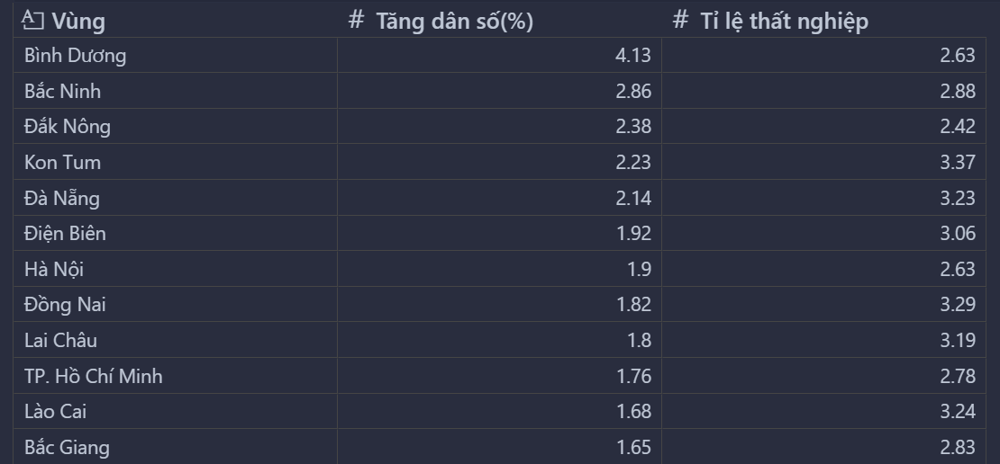 Vùng # Tăng dân số(%) # Tỉ lệ thất nghiệp
Bình Dương 4.13 2.63
Bắc Ninh 2.86 2.88
Đắk Nông 2.38 2.42
Kon Tum 2.23 3.37
Đà Nẵng 2.14 3.23
Điện Biên 1.92 3.06
Hà Nội 1.9 2.63
Đồng Nai 1.82 3.29
Lai Châu 1.8 3.19
TP. Hồ Chí Minh 1.76 2.78
Lào Cai 1.68 3.24
Bắc Giang 1.65 2.83